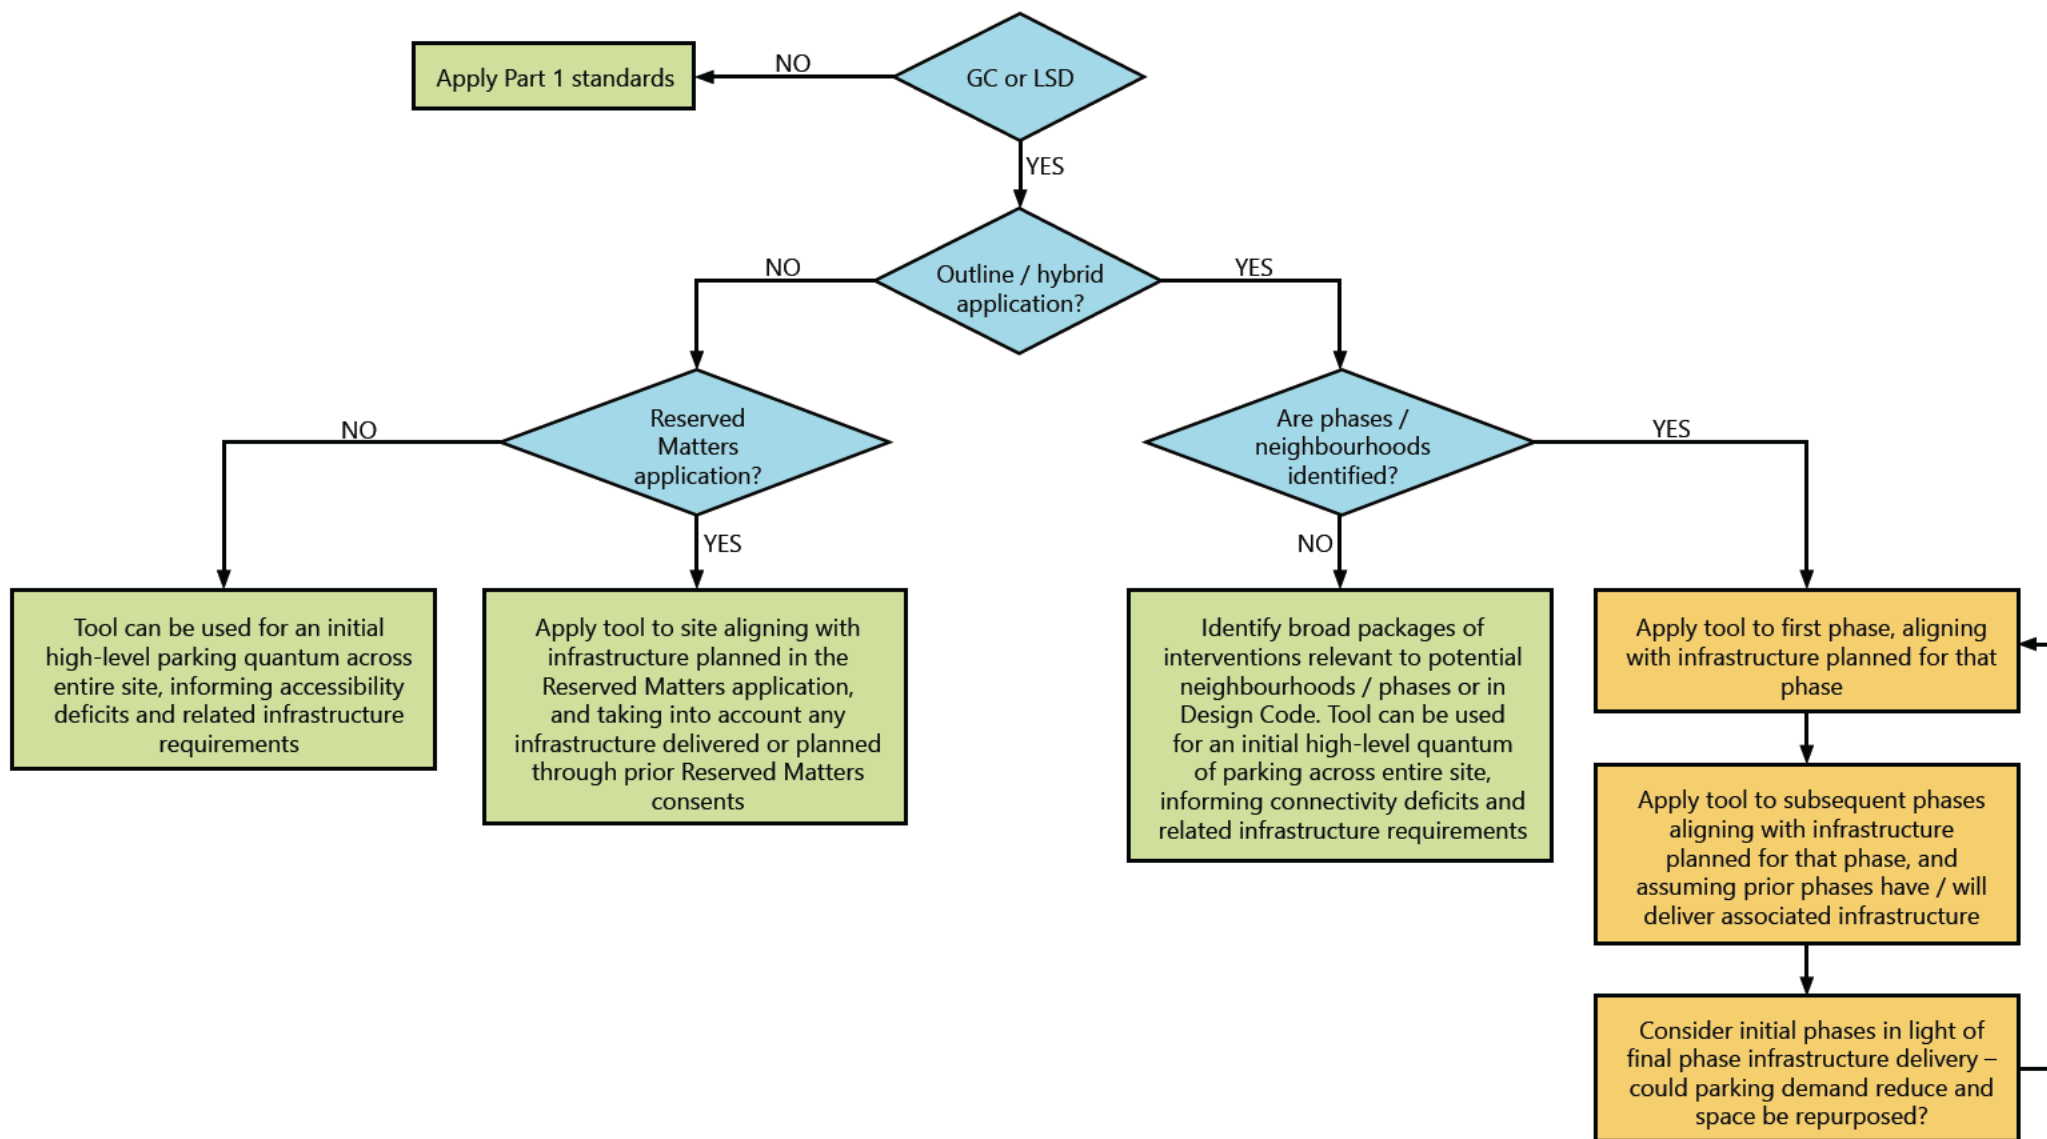 NO
Apply Part 1 standards
GC or LSD
YES
NO
Outline / hybrid
application?
YES
NO
Reserved
Matters
application?
YES
Are phases /
neighbourhoods
identified?
YES
NO
Tool can be used for an initial
high-level parking quantum across
entire site, informing accessibility
deficits and related infrastructure
requirements
Apply tool to site aligning with
infrastructure planned in the
Reserved Matters application,
and taking into account any
infrastructure delivered or planned
through prior Reserved Matters
consents
Identify broad packages of
interventions relevant to potential
neighbourhoods / phases or in
Design Code. Tool can be used
for an initial high-level quantum
of parking across entire site,
informing connectivity deficits and
related infrastructure requirements
Apply tool to first phase, aligning
with infrastructure planned for that
phase
Apply tool to subsequent phases
aligning with infrastructure
planned for that phase, and
assuming prior phases have / will
deliver associated infrastructure
Consider initial phases in light of
final phase infrastructure delivery –
could parking demand reduce and
space be repurposed?